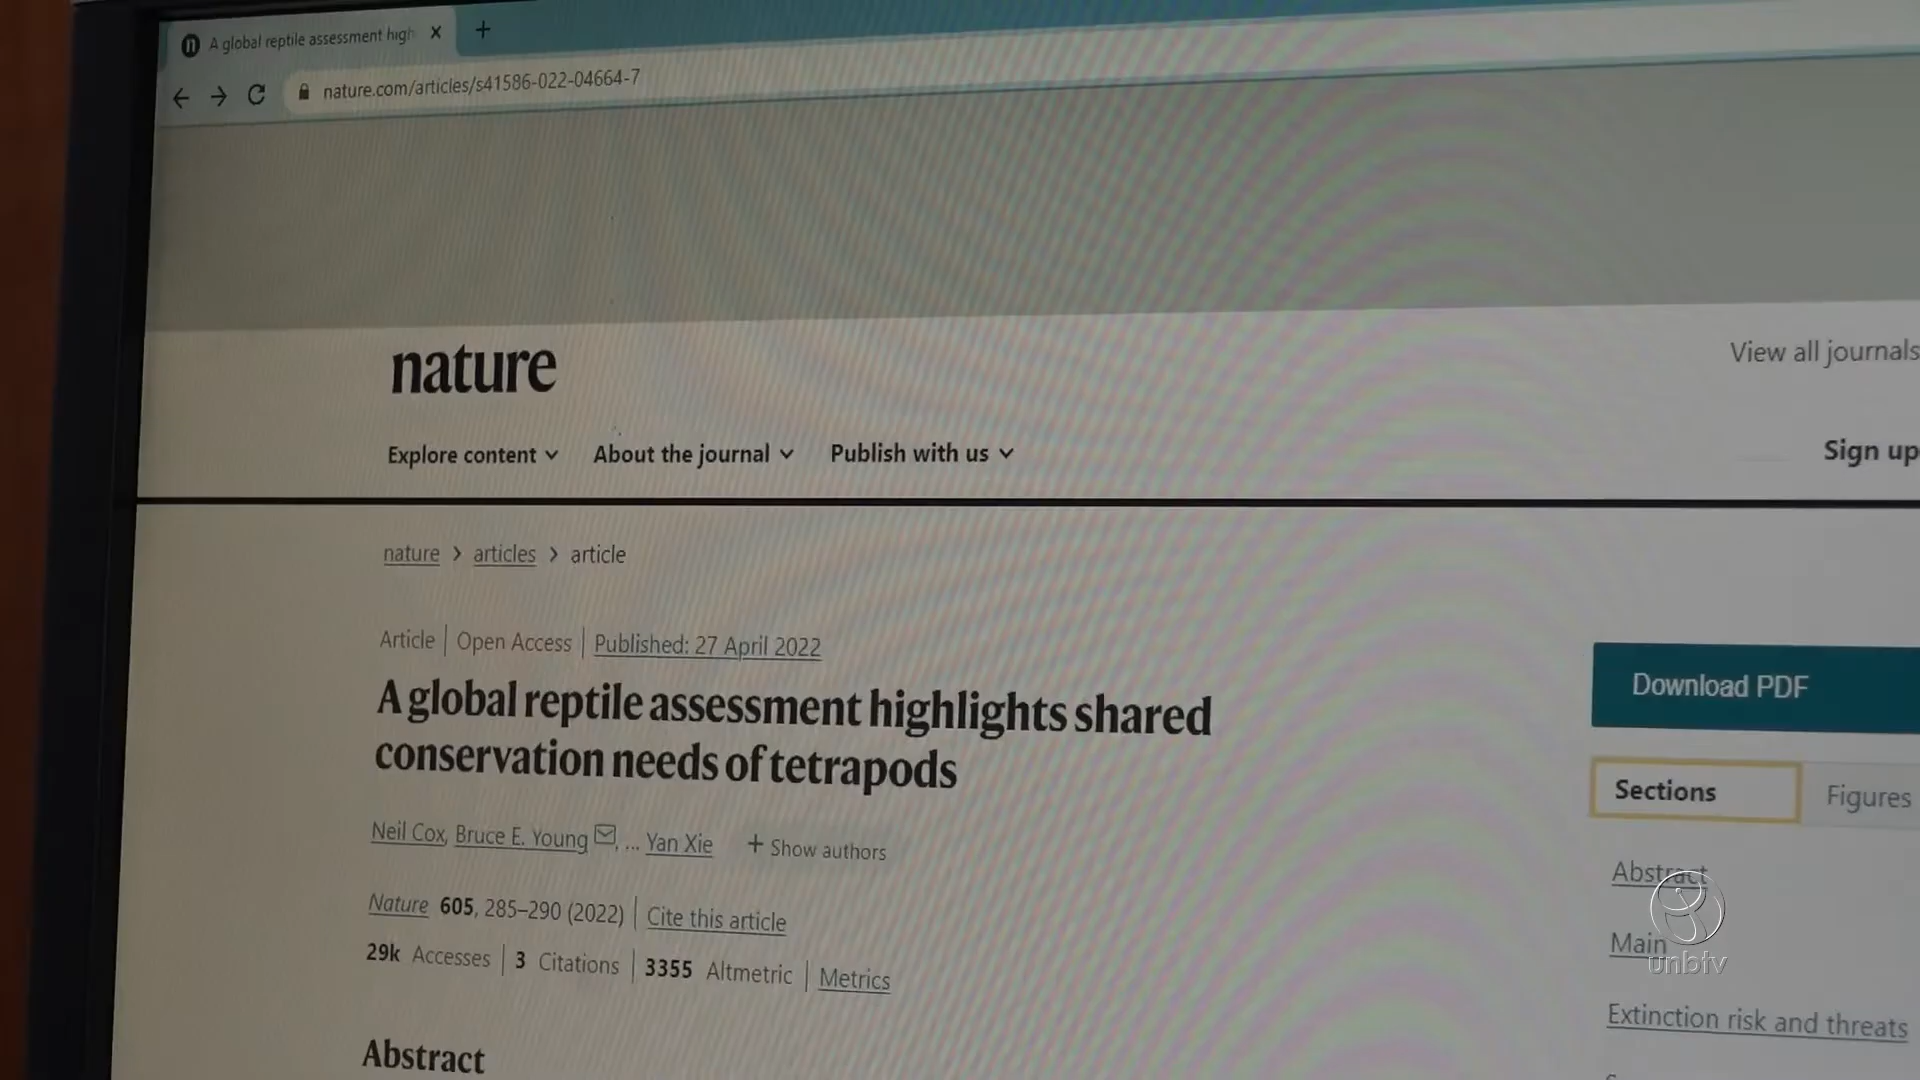 A global reptile assessment high
nature.com/articles/s41586-022-04664-7
nature
View all journals
Explore content About the journal Publish with us
Sign up
nature > articles > article
Article | Open Access | Published: 27 April 2022
A global reptile assessment highlights shared
conservation needs of tetrapods
Neil Cox, Bruce E. Young, ... Yan Xie + Show authors
Nature 605, 285–290 (2022) | Cite this article
29k Accesses | 3 Citations | 3355 Altmetric | Metrics
Abstract
Download PDF
Sections Figures
Abstract
Main
Extinction risk and threats
unbtv